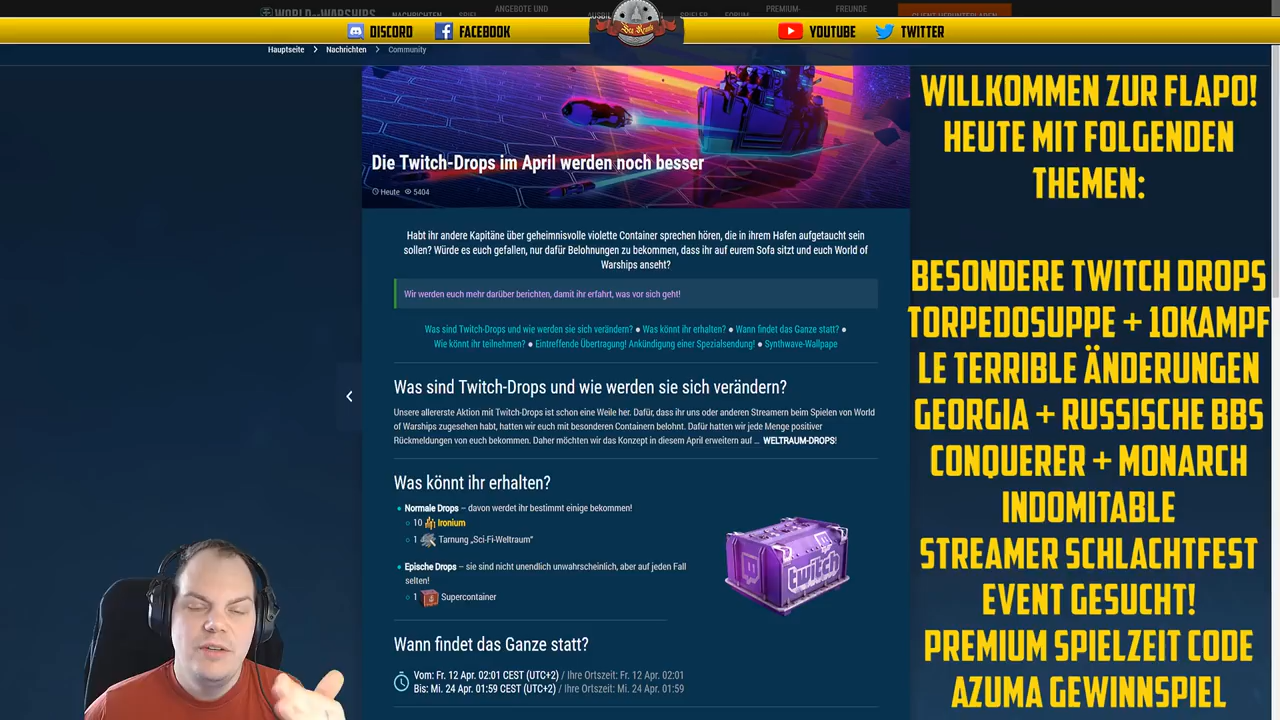 WORLD OF WARSHIPS
NACHRICHTEN
SPIEL
ANGEBOTE UND
SPIELER
FORUM
PREMIUM-
FREUNDE
CLIENT HERUNTERLADEN
DISCORD
FACEBOOK
YOUTUBE
TWITTER
Hauptseite > Nachrichten > Community
Die Twitch-Drops im April werden noch besser
Heute 5404
Habt ihr andere Kapitäne über geheimnisvolle violette Container sprechen hören, die in ihrem Hafen aufgetaucht sein
sollen? Würde es euch gefallen, nur dafür Belohnungen zu bekommen, dass ihr auf eurem Sofa sitzt und euch World of
Warships anseht?
Wir werden euch mehr darüber berichten, damit ihr erfahrt, was vor sich geht!
Was sind Twitch-Drops und wie werden sie sich verändern? ● Was könnt ihr erhalten? ● Wann findet das Ganze statt? ●
Wie könnt ihr teilnehmen? ● Eintreffende Übertragung! Ankündigung einer Spezialsendung! ● Synthwave-Wallpape
Was sind Twitch-Drops und wie werden sie sich verändern?
Unsere allererste Aktion mit Twitch-Drops ist schon eine Weile her. Dafür, dass ihr uns oder anderen Streamern beim Spielen von World
of Warships zugesehen habt, hatten wir euch mit besonderen Containern belohnt. Dafür hatten wir jede Menge positiver
Rückmeldungen von euch bekommen. Daher möchten wir das Konzept in diesem April erweitern auf ... WELTRAUM-DROPS!
Was könnt ihr erhalten?
Normale Drops – davon werdet ihr bestimmt einige bekommen!
10 Ironium
1 Tarnung „Sci-Fi-Weltraum“
Epische Drops – sie sind nicht unendlich unwahrscheinlich, aber auf jeden Fall
selten!
1 Supercontainer
twitch
Wann findet das Ganze statt?
Vom: Fr. 12 Apr. 02:01 CEST (UTC+2) / Ihre Ortszeit: Fr. 12 Apr. 02:01
Bis: Mi. 24 Apr. 01:59 CEST (UTC+2) / Ihre Ortszeit: Mi. 24 Apr. 01:59
WILLKOMMEN ZUR FLAPO!
HEUTE MIT FOLGENDEN
THEMEN:
BESONDERE TWITCH DROPS
TORPEDOSUPPE + 10KAMPF
LE TERRIBLE ÄNDERUNGEN
GEORGIA + RUSSISCHE BBS
CONQUERER + MONARCH
INDOMITABLE
STREAMER SCHLACHTFEST
EVENT GESUCHT!
PREMIUM SPIELZEIT CODE
AZUMA GEWINNSPIEL